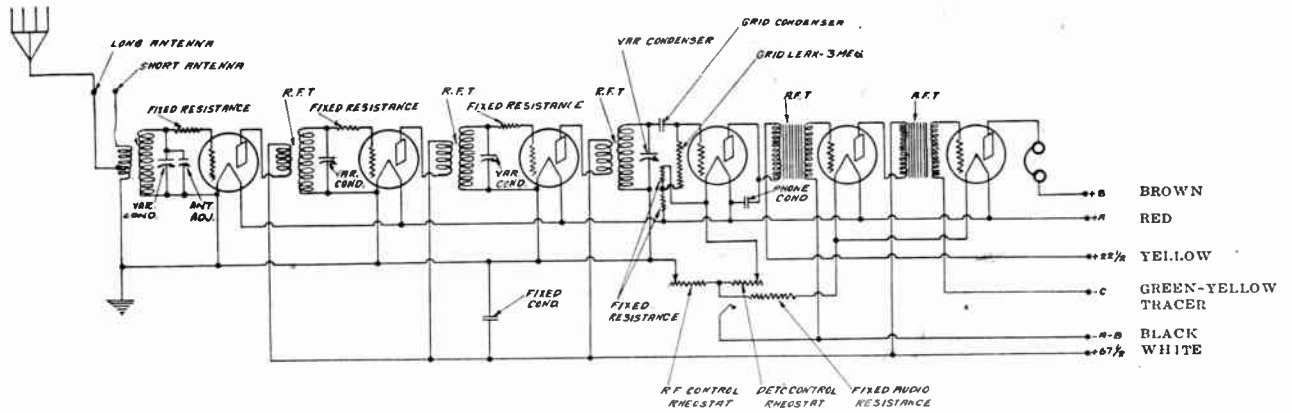 GRID CONDENSER
VAR CONDENSER
GRID LEAK-3 MEG
LONG ANTENNA
SHORT ANTENNA
FIXED RESISTANCE
R.F.T
FIXED RESISTANCE
R.F.T
FIXED RESISTANCE
R.F.T
A.F.T
A.F.T
VAR. COND.
ANT ADJ.
VAR. COND.
VAR. COND
PHONE COND
+B BROWN
+A RED
+22½ YELLOW
-C GREEN-YELLOW
TRACER
-A-B BLACK
+67½ WHITE
FIXED
COND.
FIXED
RESISTANCE
RF CONTROL
RHEOSTAT
DETC CONTROL
RHEOSTAT
FIXED AUDIO
RESISTANCE